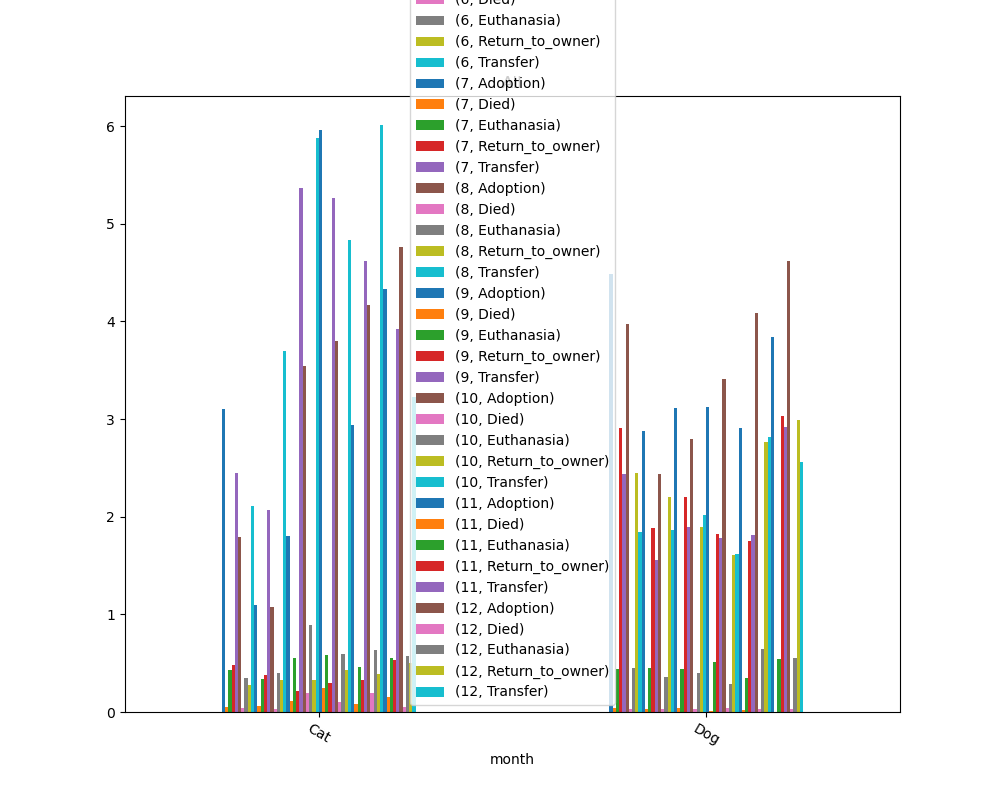 (6, Died)
(6, Euthanasia)
(6, Return_to_owner)
(6, Transfer)
(7, Adoption)
(7, Died)
(7, Euthanasia)
(7, Return_to_owner)
(7, Transfer)
(8, Adoption)
(8, Died)
(8, Euthanasia)
(8, Return_to_owner)
(8, Transfer)
(9, Adoption)
(9, Died)
(9, Euthanasia)
(9, Return_to_owner)
(9, Transfer)
(10, Adoption)
(10, Died)
(10, Euthanasia)
(10, Return_to_owner)
(10, Transfer)
(11, Adoption)
(11, Died)
(11, Euthanasia)
(11, Return_to_owner)
(11, Transfer)
(12, Adoption)
(12, Died)
(12, Euthanasia)
(12, Return_to_owner)
(12, Transfer)
6
5
4
3
2
1
0
Cat
Dog
month